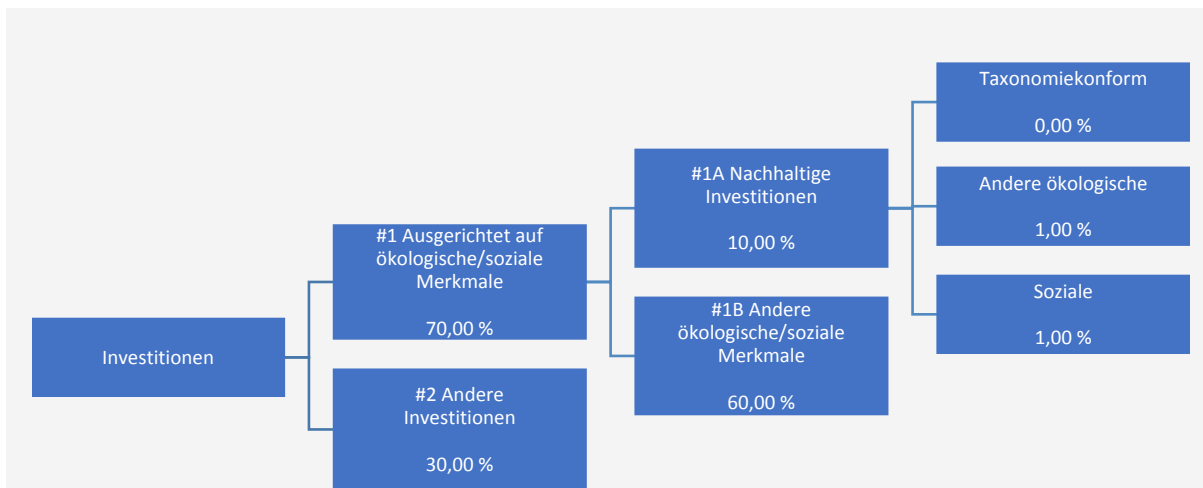 Investitionen
#1 Ausgerichtet auf
ökologische/soziale
Merkmale
70,00 %
#2 Andere
Investitionen
30,00 %
#1A Nachhaltige
Investitionen
10,00 %
#1B Andere
ökologische/soziale
Merkmale
60,00 %
Taxonomiekonform
0,00 %
Andere ökologische
1,00 %
Soziale
1,00 %